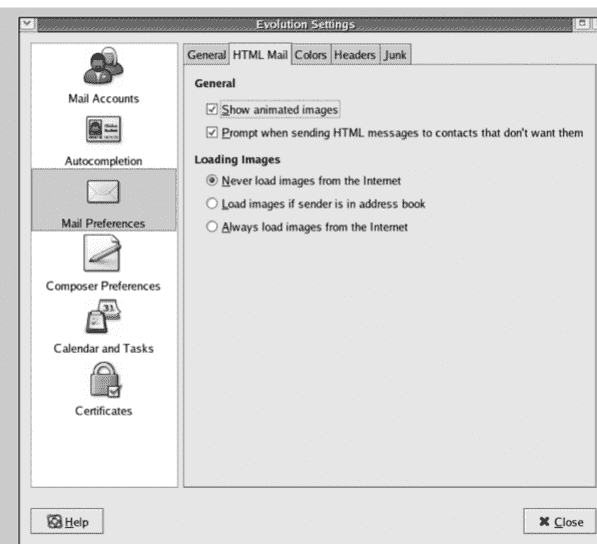 Evolution Settings
Mail Accounts
Autocompletion
Mail Preferences
Composer Preferences
31
Calendar and Tasks
Certificates
General HTML Mail Colors Headers Junk
General
Show animated images
Prompt when sending HTML messages to contacts that don't want them
Loading Images
Never load images from the Internet
Load images if sender is in address book
Always load images from the Internet
Help
Close